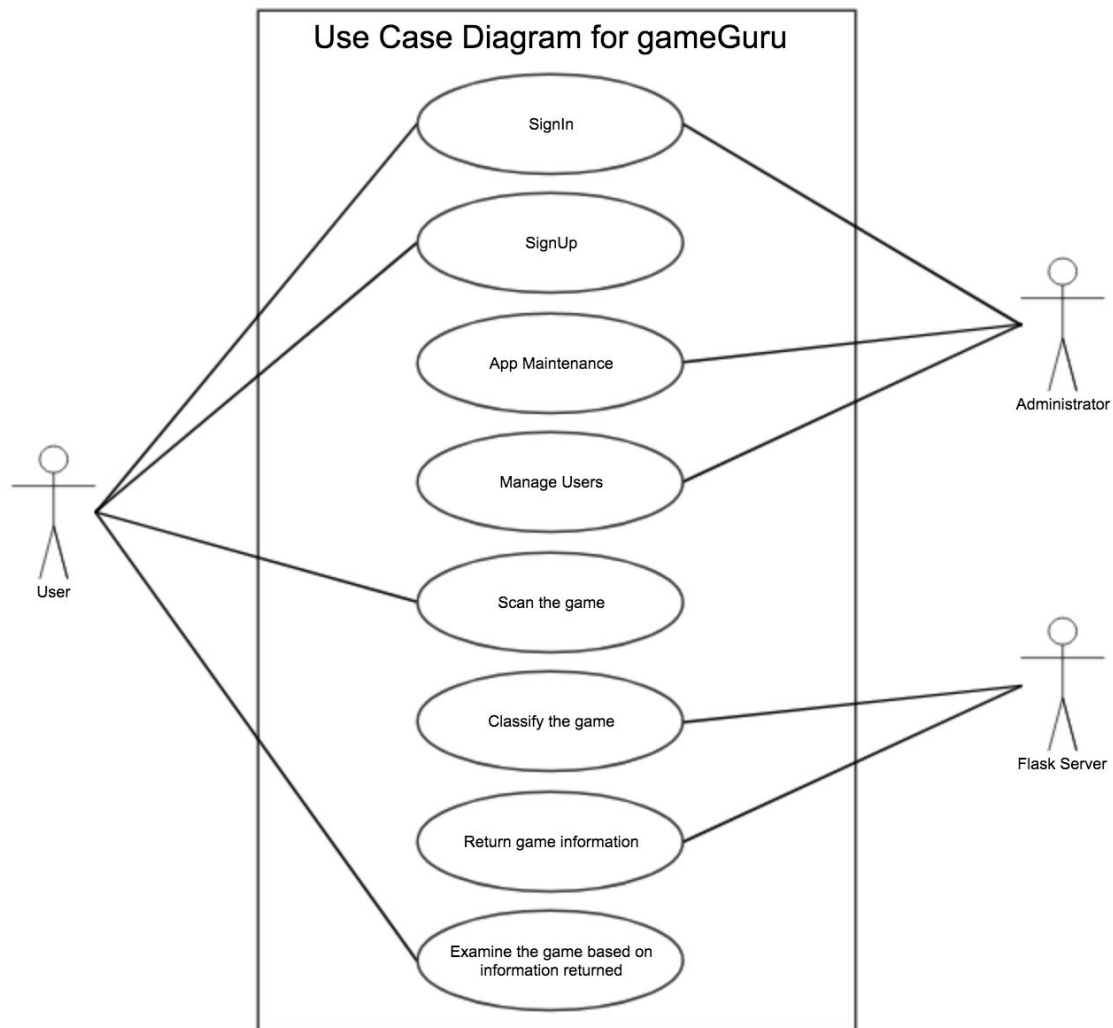 Use Case Diagram for gameGuru
SignIn
SignUp
App Maintenance
Administrator
Manage Users
User
Scan the game
Classify the game
Flask Server
Return game information
Examine the game based on
information returned